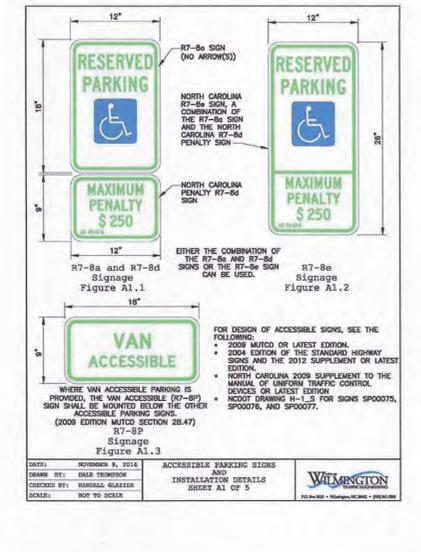 12"
12"
RESERVED
PARKING
18"
R7-8a SIGN
(NO ARROW(S))
NORTH CAROLINA
R7-8e SIGN, A
COMBINATION OF
THE R7-8a SIGN
AND THE NORTH
CAROLINA R7-8d
PENALTY SIGN
RESERVED
PARKING
26"
MAXIMUM
PENALTY
$ 250
9"
NORTH CAROLINA
PENALTY R7-8d
SIGN
MAXIMUM
PENALTY
$ 250
12"
EITHER THE COMBINATION OF
THE R7-8a AND R7-8d
SIGNS OR THE R7-8e SIGN
CAN BE USED.
R7-8a and R7-8d
Signage
Figure A1.1
R7-8e
Signage
Figure A1.2
18"
9"
VAN
ACCESSIBLE
WHERE VAN ACCESSIBLE PARKING IS
PROVIDED, THE VAN ACCESSIBLE (R7-8P)
SIGN SHALL BE MOUNTED BELOW THE OTHER
ACCESSIBLE PARKING SIGNS.
(2009 EDITION MUTCD SECTION 2B.47)
R7-8P
Signage
Figure A1.3
FOR DESIGN OF ACCESSIBLE SIGNS, SEE THE
FOLLOWING:
• 2009 MUTCD OR LATEST EDITION.
• 2004 EDITION OF THE STANDARD HIGHWAY
SIGNS AND THE 2012 SUPPLEMENT OR LATEST
EDITION.
• NORTH CAROLINA 2009 SUPPLEMENT TO THE
MANUAL OF UNIFORM TRAFFIC CONTROL
DEVICES OR LATEST EDITION
• NCDOT DRAWING H-1_S FOR SIGNS SP00075,
SP00076, AND SP00077.
DATE: NOVEMBER 9, 2016
DRAWN BY: DALE THOMPSON
CHECKED BY: RANDALL GLAZIER
SCALE: NOT TO SCALE
ACCESSIBLE PARKING SIGNS
AND
INSTALLATION DETAILS
SHEET A1 OF 5
WILMINGTON
TRAFFIC ENGINEERING